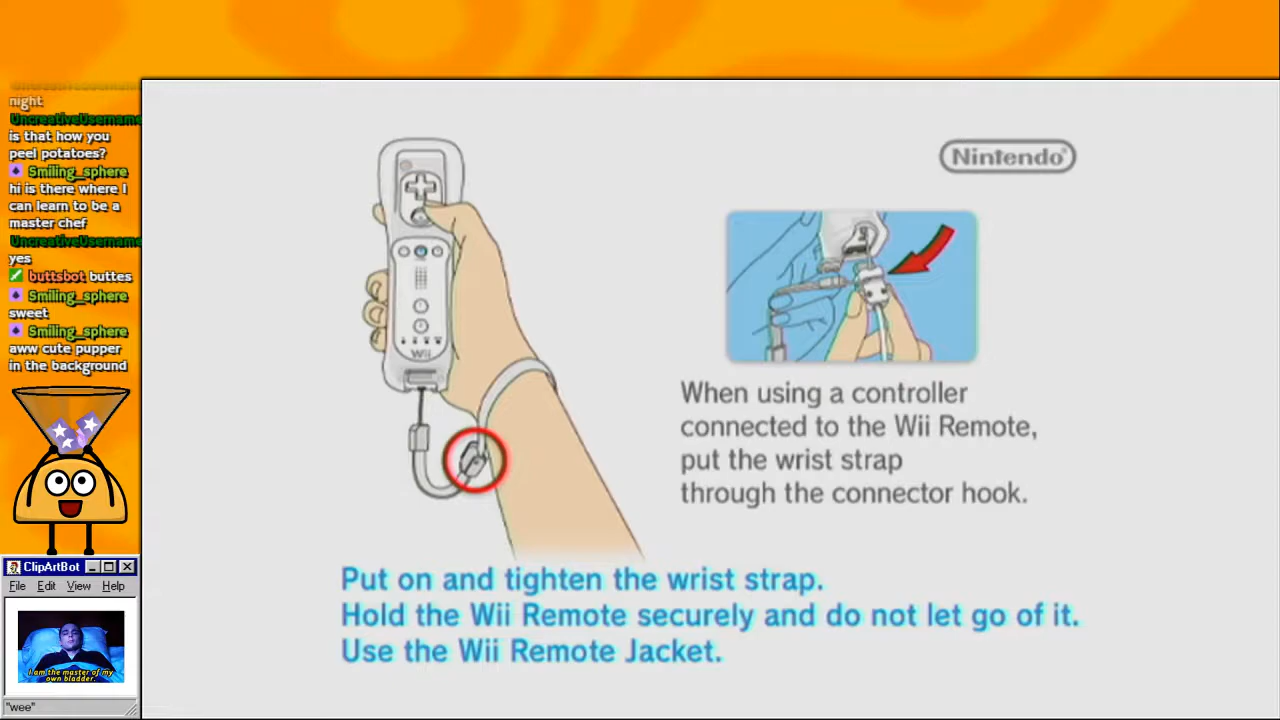 night
UncreativeUsername
is that how you
peel potatoes?
Smiling_sphere
hi is there where I
can learn to be a
master chef
UncreativeUsername
yes
buttsbot buttes
Smiling_sphere
sweet
Smiling_sphere
aww cute pupper
in the background
ClipArtBot
File Edit View Help
I am the master of my
own bladder.
"wee"
Nintendo®
Wii
When using a controller
connected to the Wii Remote,
put the wrist strap
through the connector hook.
Put on and tighten the wrist strap.
Hold the Wii Remote securely and do not let go of it.
Use the Wii Remote Jacket.